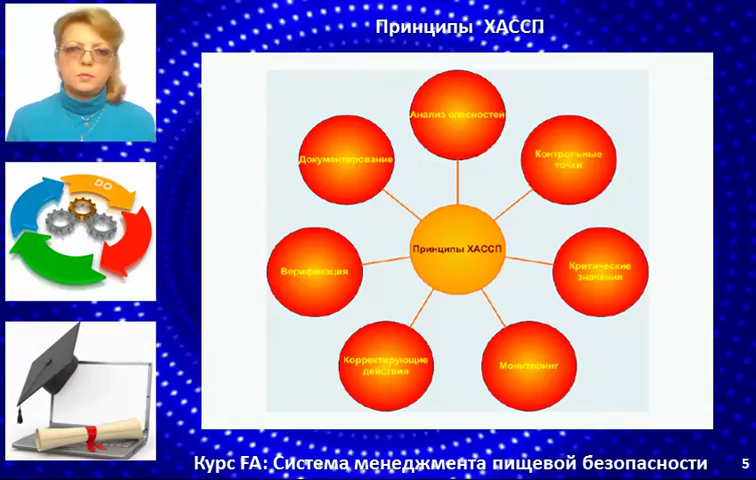 Принципы ХАССП
DO
Анализ опасностей
Контрольные
точки
Критические
значения
Мониторинг
Корректирующие
действия
Верификация
Документирование
Принципы ХАССП
Курс FA: Система менеджмента пищевой безопасности
5